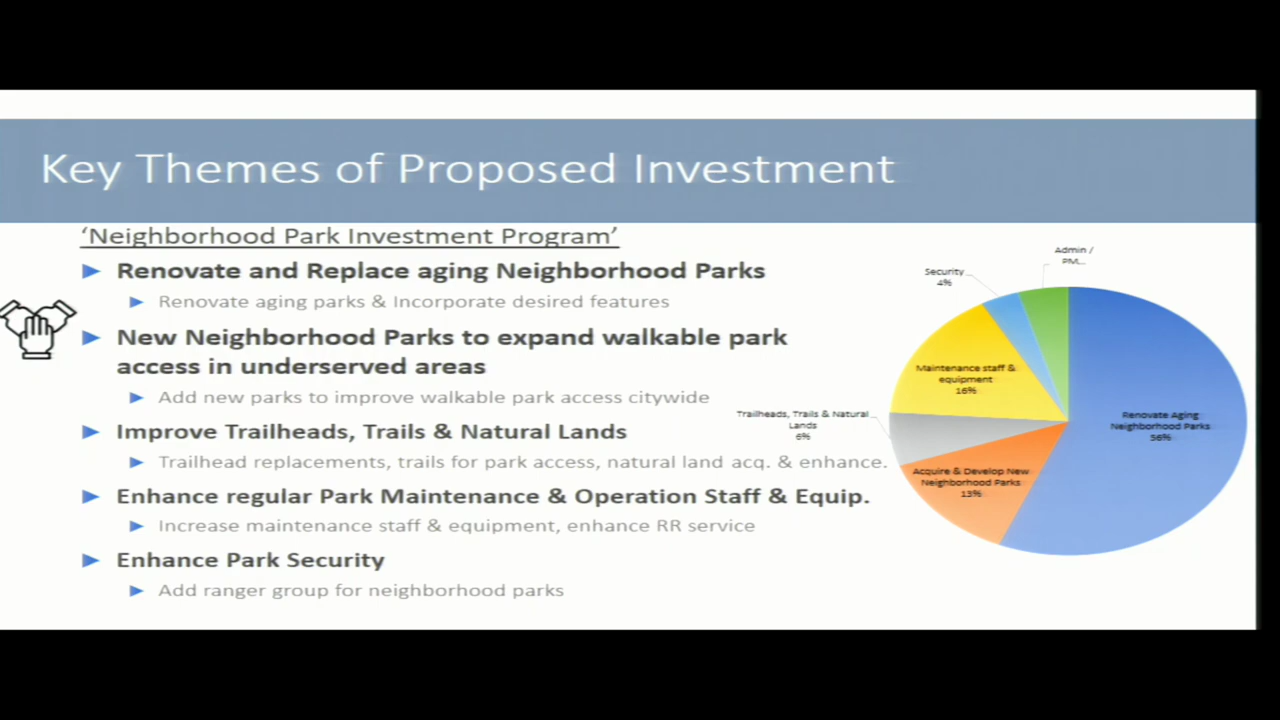 Key Themes of Proposed Investment
‘Neighborhood Park Investment Program’
Renovate and Replace aging Neighborhood Parks
Renovate aging parks & Incorporate desired features
New Neighborhood Parks to expand walkable park
access in underserved areas
Add new parks to improve walkable park access citywide
Improve Trailheads, Trails & Natural Lands
Trailhead replacements, trails for park access, natural land acq. & enhance.
Enhance regular Park Maintenance & Operation Staff & Equip.
Increase maintenance staff & equipment, enhance RR service
Enhance Park Security
Add ranger group for neighborhood parks
Admin /
PM,...
Security
4%
Maintenance staff &
equipment
16%
Trailheads, Trails & Natural
Lands
6%
Acquire & Develop New
Neighborhood Parks
13%
Renovate Aging
Neighborhood Parks
56%